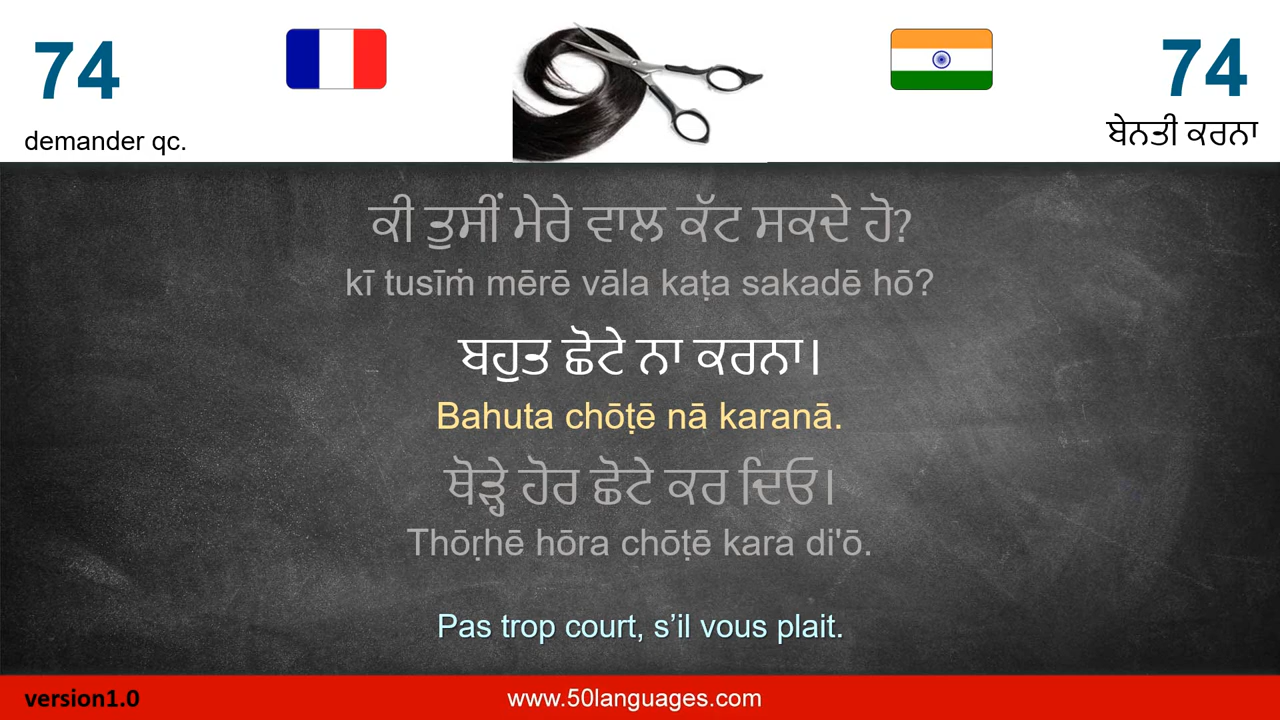 74
74
demander qc.
ਬੇਨਤੀ ਕਰਨਾ
ਕੀ ਤੁਸੀਂ ਮੇਰੇ ਵਾਲ ਕੱਟ ਸਕਦੇ ਹੋ?
kī tusīṁ mērē vāla kaṭa sakadē hō?
ਬਹੁਤ ਛੋਟੇ ਨਾ ਕਰਨਾ।
Bahuta chōṭē nā karanā.
ਥੋੜ੍ਹੇ ਹੋਰ ਛੋਟੇ ਕਰ ਦਿਓ।
Thōṛhē hōra chōṭē kara di'ō.
Pas trop court, s’il vous plait.
version1.0
www.50languages.com